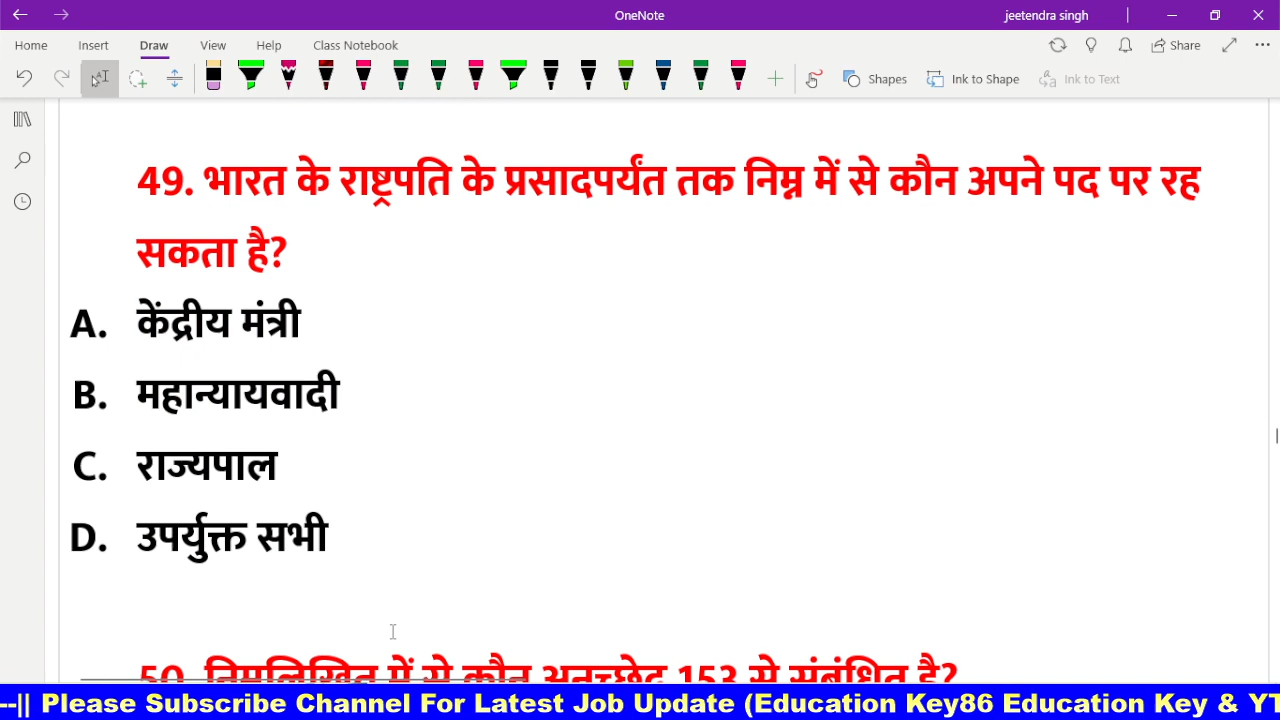 OneNote
jeetendra singh
Home Insert Draw View Help Class Notebook
Share
Shapes Ink to Shape Ink to Text
49. भारत के राष्ट्रपति के प्रसादपर्यंत तक निम्न में से कौन अपने पद पर रह
सकता है?
A. केंद्रीय मंत्री
B. महान्यायवादी
C. राज्यपाल
D. उपर्युक्त सभी
50. निम्नलिखित में से कौन अनुच्छेद 153 से संबंधित है?
--|| Please Subscribe Channel For Latest Job Update (Education Key86 Education Key & YT